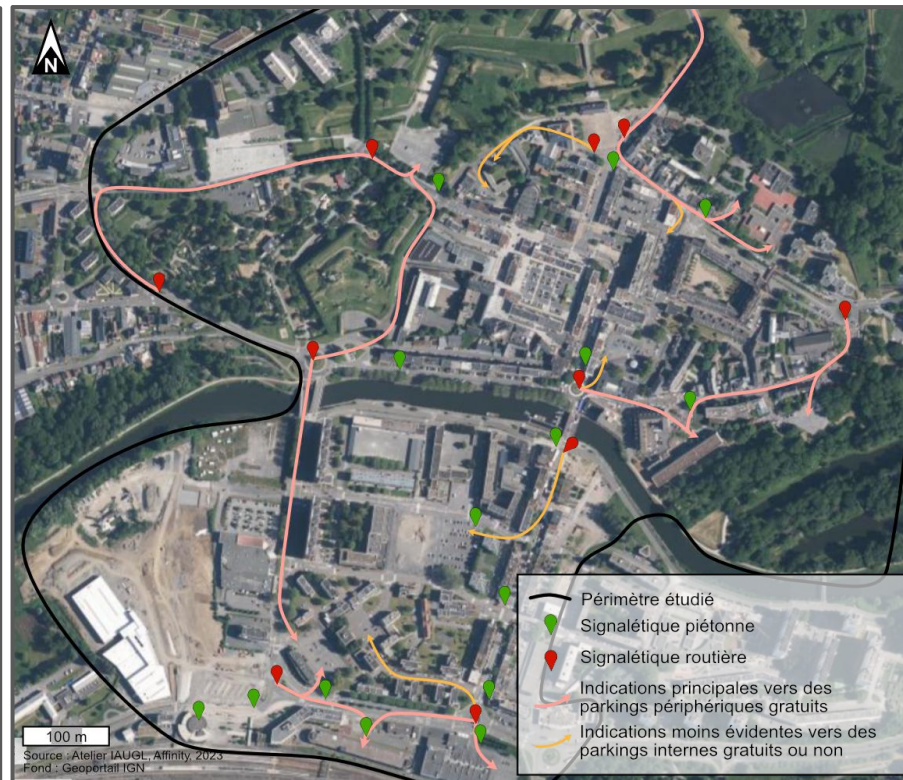 N
Périmètre étudié
Signalétique piétonne
Signalétique routière
Indications principales vers des
parkings périphériques gratuits
Indications moins évidentes vers des
parkings internes gratuits ou non
100 m
Source : Atelier IAUGL, Affinity, 2023
Fond : Geoportail IGN